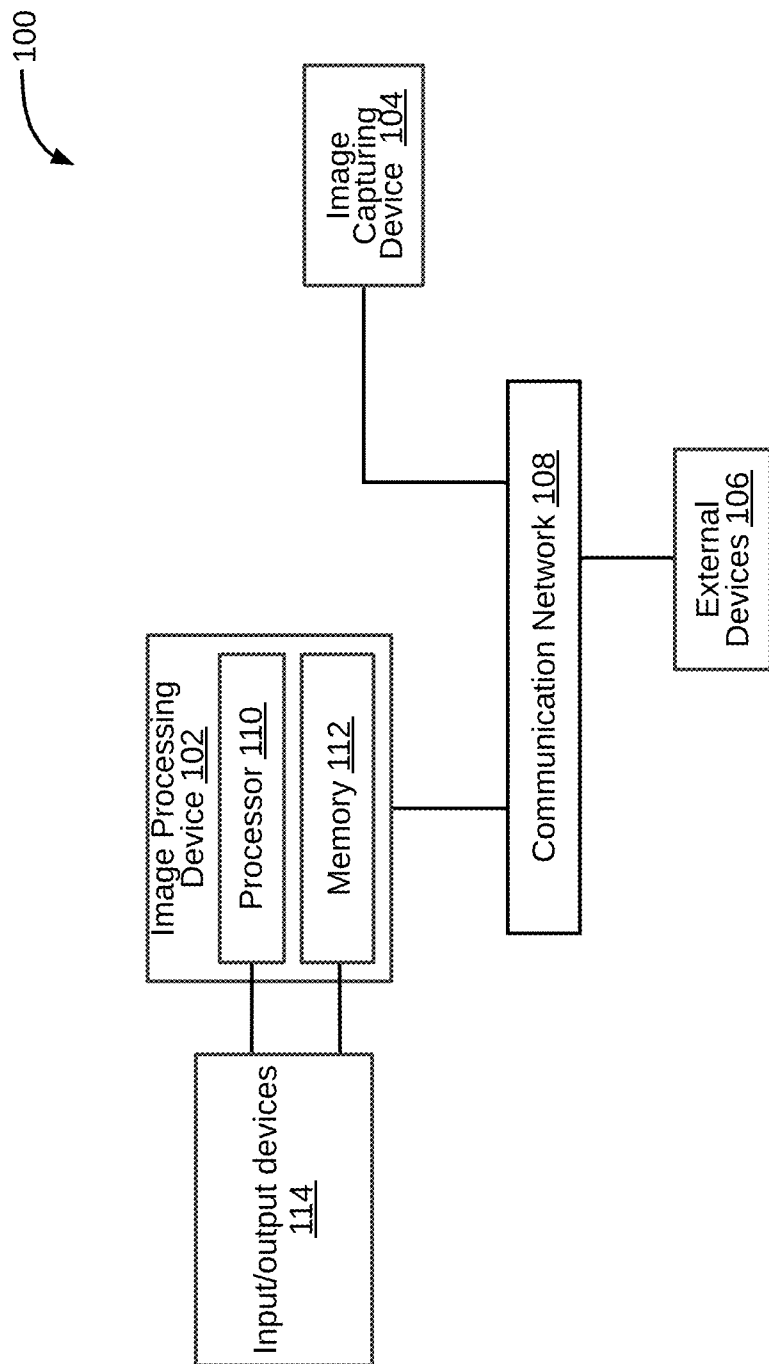 100
Image Processing
Device 102
Processor 110
Memory 112
Input/output devices
114
Image
Capturing
Device 104
Communication Network 108
External
Devices 106